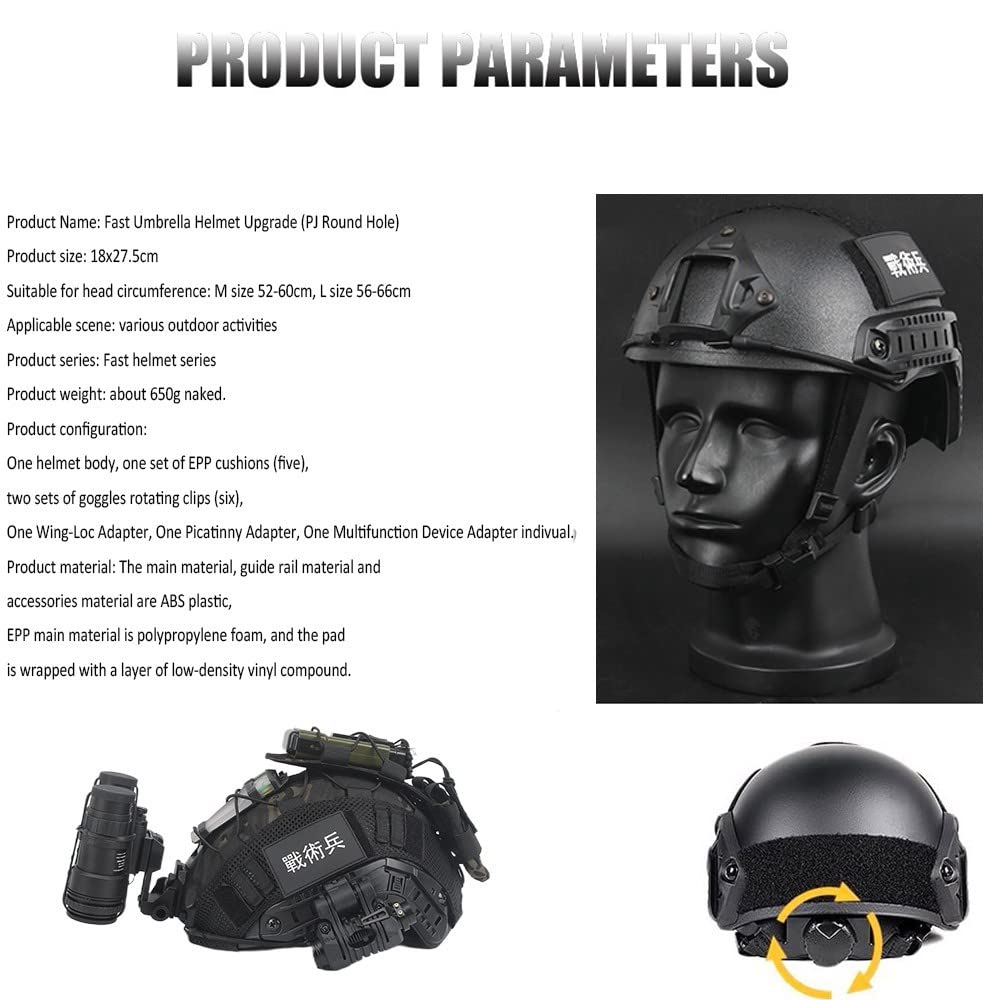 PRODUCT PARAMETERS
Product Name: Fast Umbrella Helmet Upgrade (PJ Round Hole)
Product size: 18x27.5cm
Suitable for head circumference: M size 52-60cm, L size 56-66cm
Applicable scene: various outdoor activities
Product series: Fast helmet series
Product weight: about 650g naked.
Product configuration:
One helmet body, one set of EPP cushions (five),
two sets of goggles rotating clips (six),
One Wing-Loc Adapter, One Picatinny Adapter, One Multifunction Device Adapter indivual.)
Product material: The main material, guide rail material and
accessories material are ABS plastic,
EPP main material is polypropylene foam, and the pad
is wrapped with a layer of low-density vinyl compound.
戰術兵
戰術兵